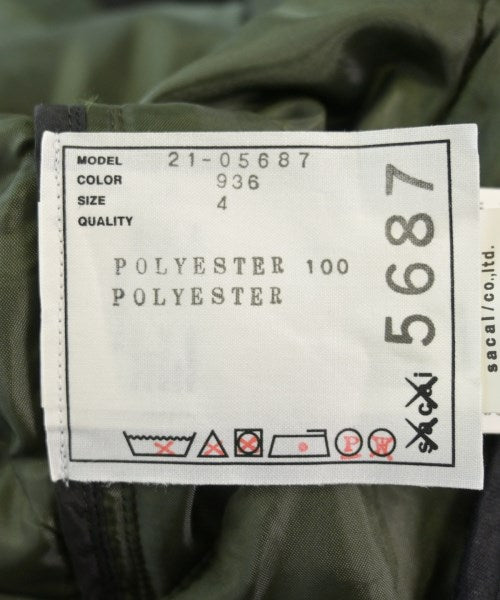 MODEL 21-05687
COLOR 936
SIZE 4
QUALITY
POLYESTER 100
POLYESTER
5687
sacai
P W
sacai/co.,ltd.